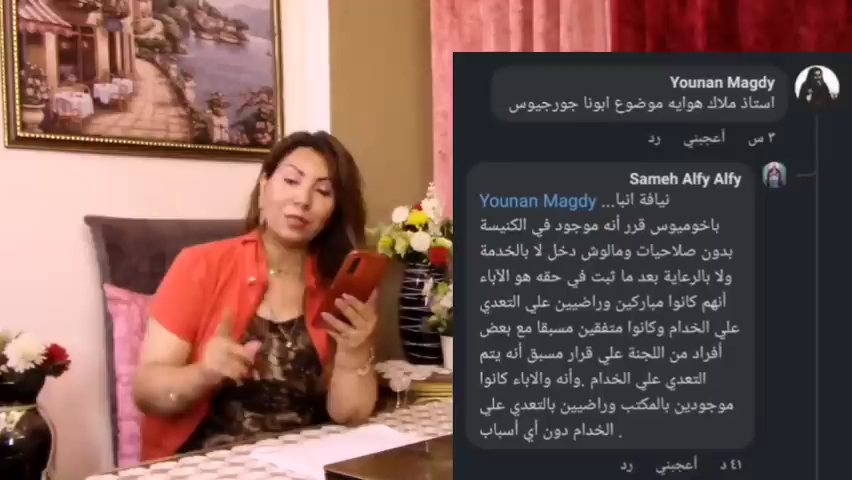 Younan Magdy
استاذ ملاك هوايه موضوع ابونا جورجيوس
٣ س أعجبني رد
Sameh Alfy Alfy
Younan Magdy نيافة انبا...
باخوميوس قرر أنه موجود في الكنيسة
بدون صلاحيات ومالوش دخل لا بالخدمة
ولا بالرعاية بعد ما ثبت في حقه هو الآباء
أنهم كانوا مباركين وراضيين علي التعدي
علي الخدام وكانوا متفقين مسبقا مع بعض
أفراد من اللجنة علي قرار مسبق أنه يتم
التعدي علي الخدام .وأنه والاباء كانوا
موجودين بالمكتب وراضيين بالتعدي علي
الخدام دون أي أسباب .
٤١ د أعجبني رد